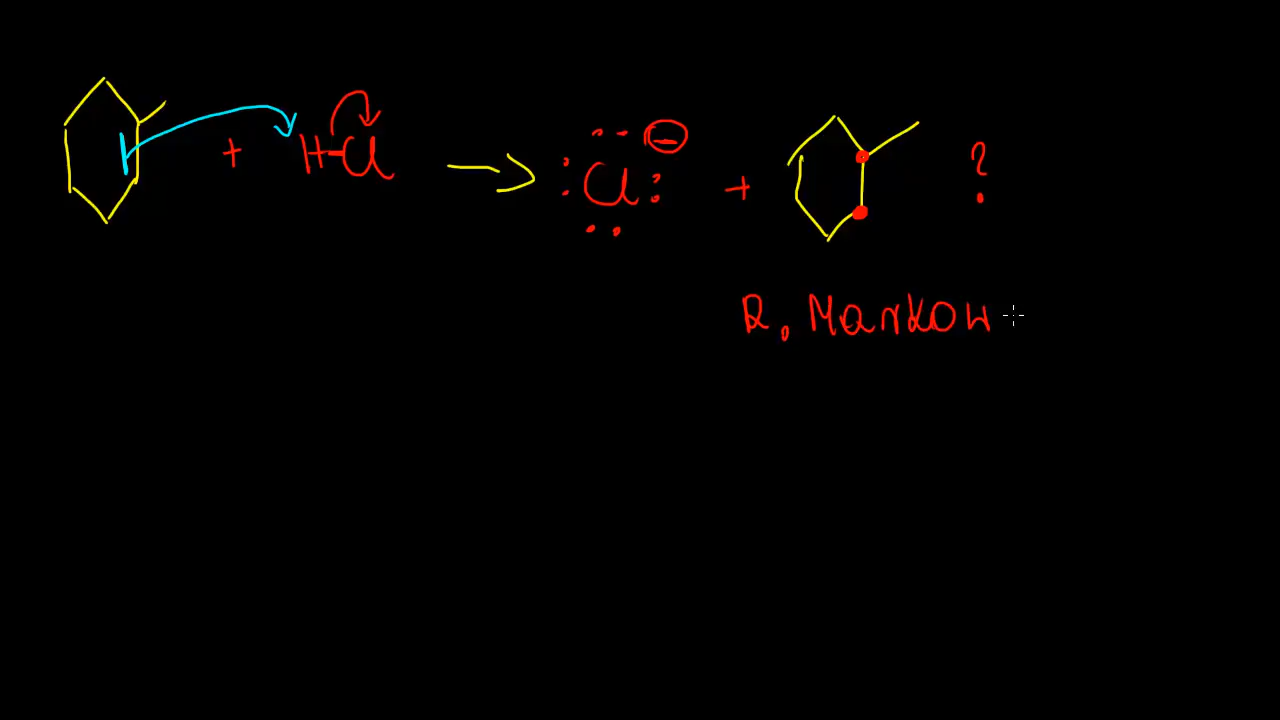 + H-Cl → Cl ⊖ + ?
R. Markow